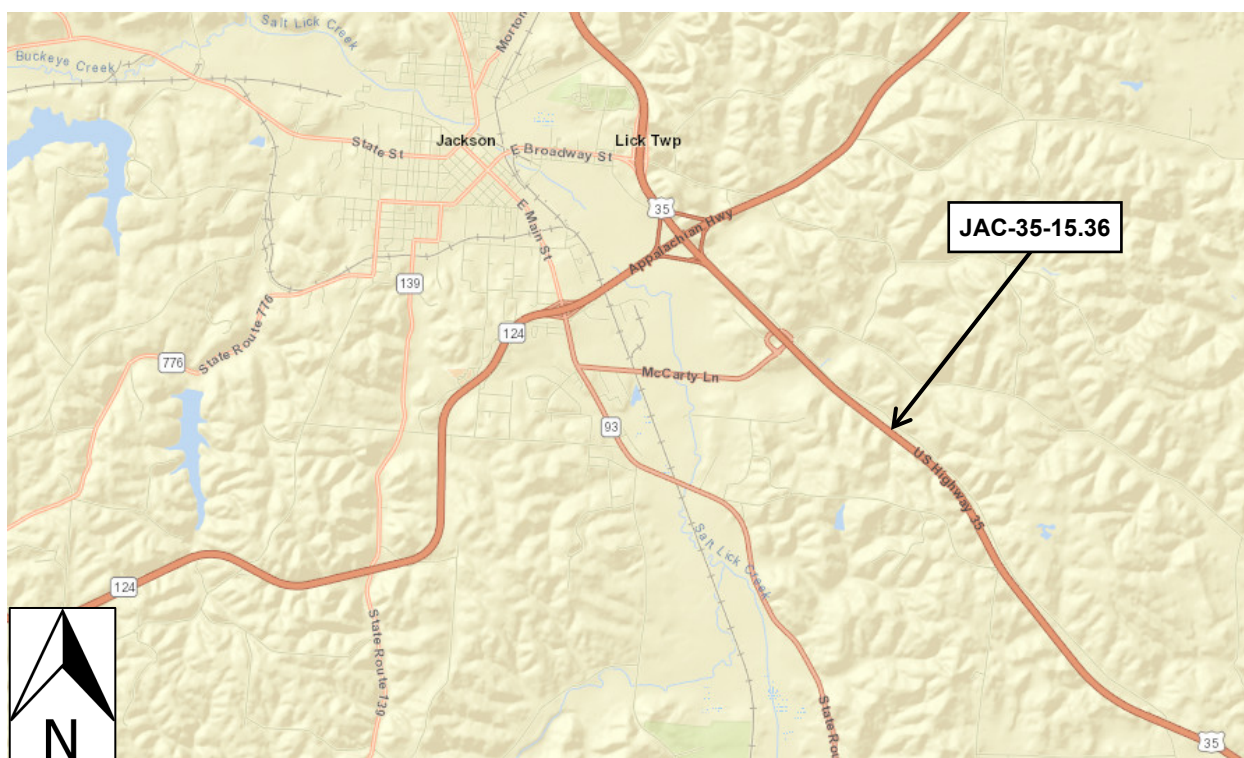 Salt Lick Creek
Morton
Buckeye Creek
State St
Jackson
E Broadway St
Lick Twp
35
E Main St
Appalachian Hwy
JAC-35-15.36
139
State Route 776
124
776
McCarty Ln
93
US Highway 35
Salt Lick Creek
124
State Route 139
State Rou
35
N